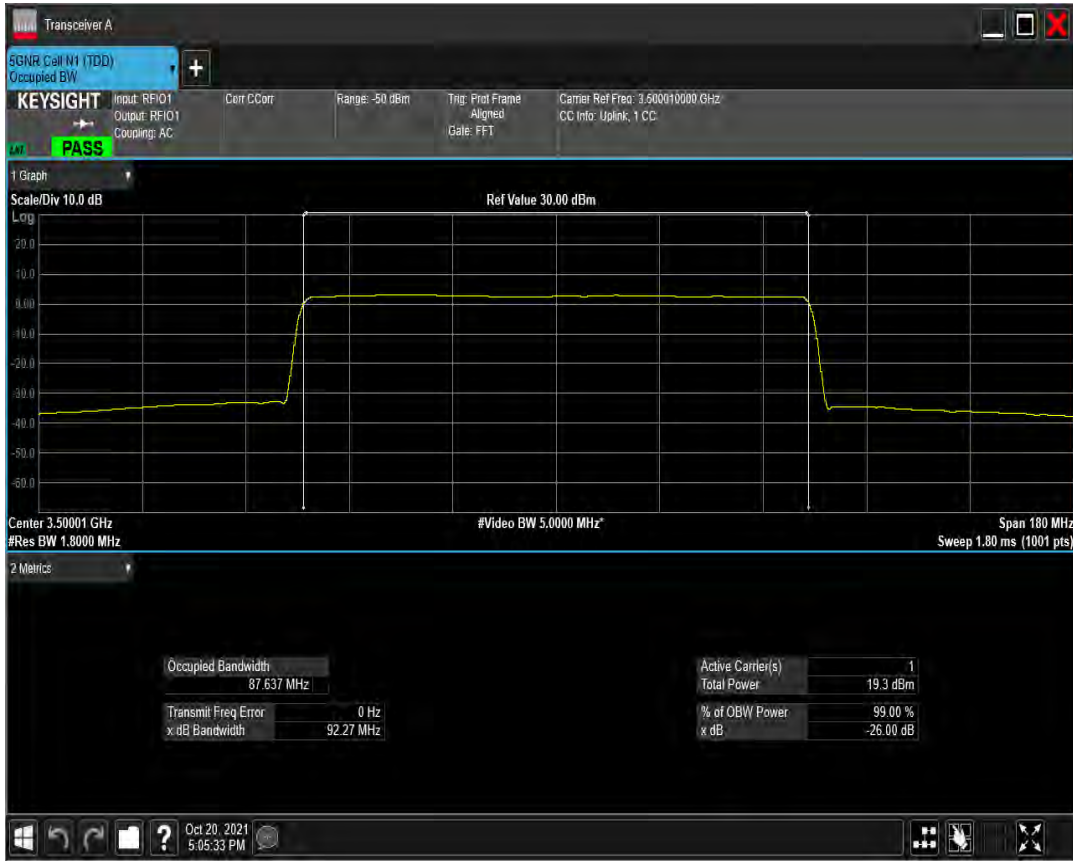 Transceiver A
5GNR Cell N1 (TDD)
Occupied BW
+
KEYSIGHT
Input: RFIO1
Output: RFIO1
Coupling: AC
Corr CCorr
Range: -50 dBm
Trig: Prot Frame
Aligned
Gate: FFT
Carrier Ref Freq: 3.500010000 GHz
CC Info: Uplink, 1 CC
PASS
1 Graph
Scale/Div 10.0 dB
Ref Value 30.00 dBm
Log
20.0
10.0
0.00
-10.0
-20.0
-30.0
-40.0
-50.0
-60.0
Center 3.50001 GHz
#Video BW 5.0000 MHz*
Span 180 MHz
#Res BW 1.8000 MHz
Sweep 1.80 ms (1001 pts)
2 Metrics
Occupied Bandwidth
87.637 MHz
Transmit Freq Error 0 Hz
x dB Bandwidth 92.27 MHz
Active Carrier(s) 1
Total Power 19.3 dBm
% of OBW Power 99.00 %
x dB -26.00 dB
?
Oct 20, 2021
5:05:33 PM